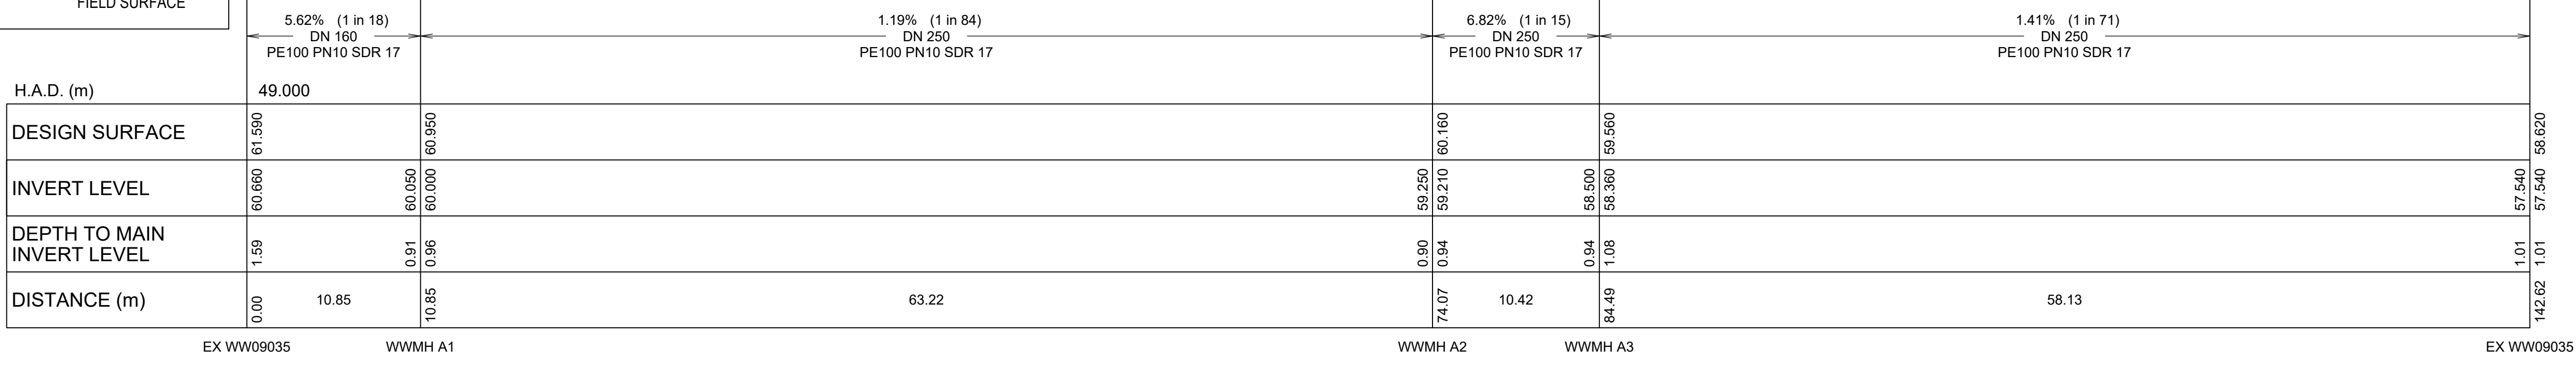 FIELD SURFACE
5.62% (1 in 18)
DN 160
PE100 PN10 SDR 17
1.19% (1 in 84)
DN 250
PE100 PN10 SDR 17
6.82% (1 in 15)
DN 250
PE100 PN10 SDR 17
1.41% (1 in 71)
DN 250
PE100 PN10 SDR 17
H.A.D. (m) 49.000
DESIGN SURFACE 61.590 60.950 60.160 59.560 58.620
INVERT LEVEL 60.660 60.050 60.000 59.250 59.210 58.500 58.360 57.540 57.540
DEPTH TO MAIN
INVERT LEVEL 1.59 0.91 0.96 0.90 0.94 0.94 1.08 1.01 1.01
DISTANCE (m) 0.00 10.85 10.85 63.22 74.07 10.42 84.49 58.13 142.62
EX WW09035 WWMH A1 WWMH A2 WWMH A3 EX WW09035